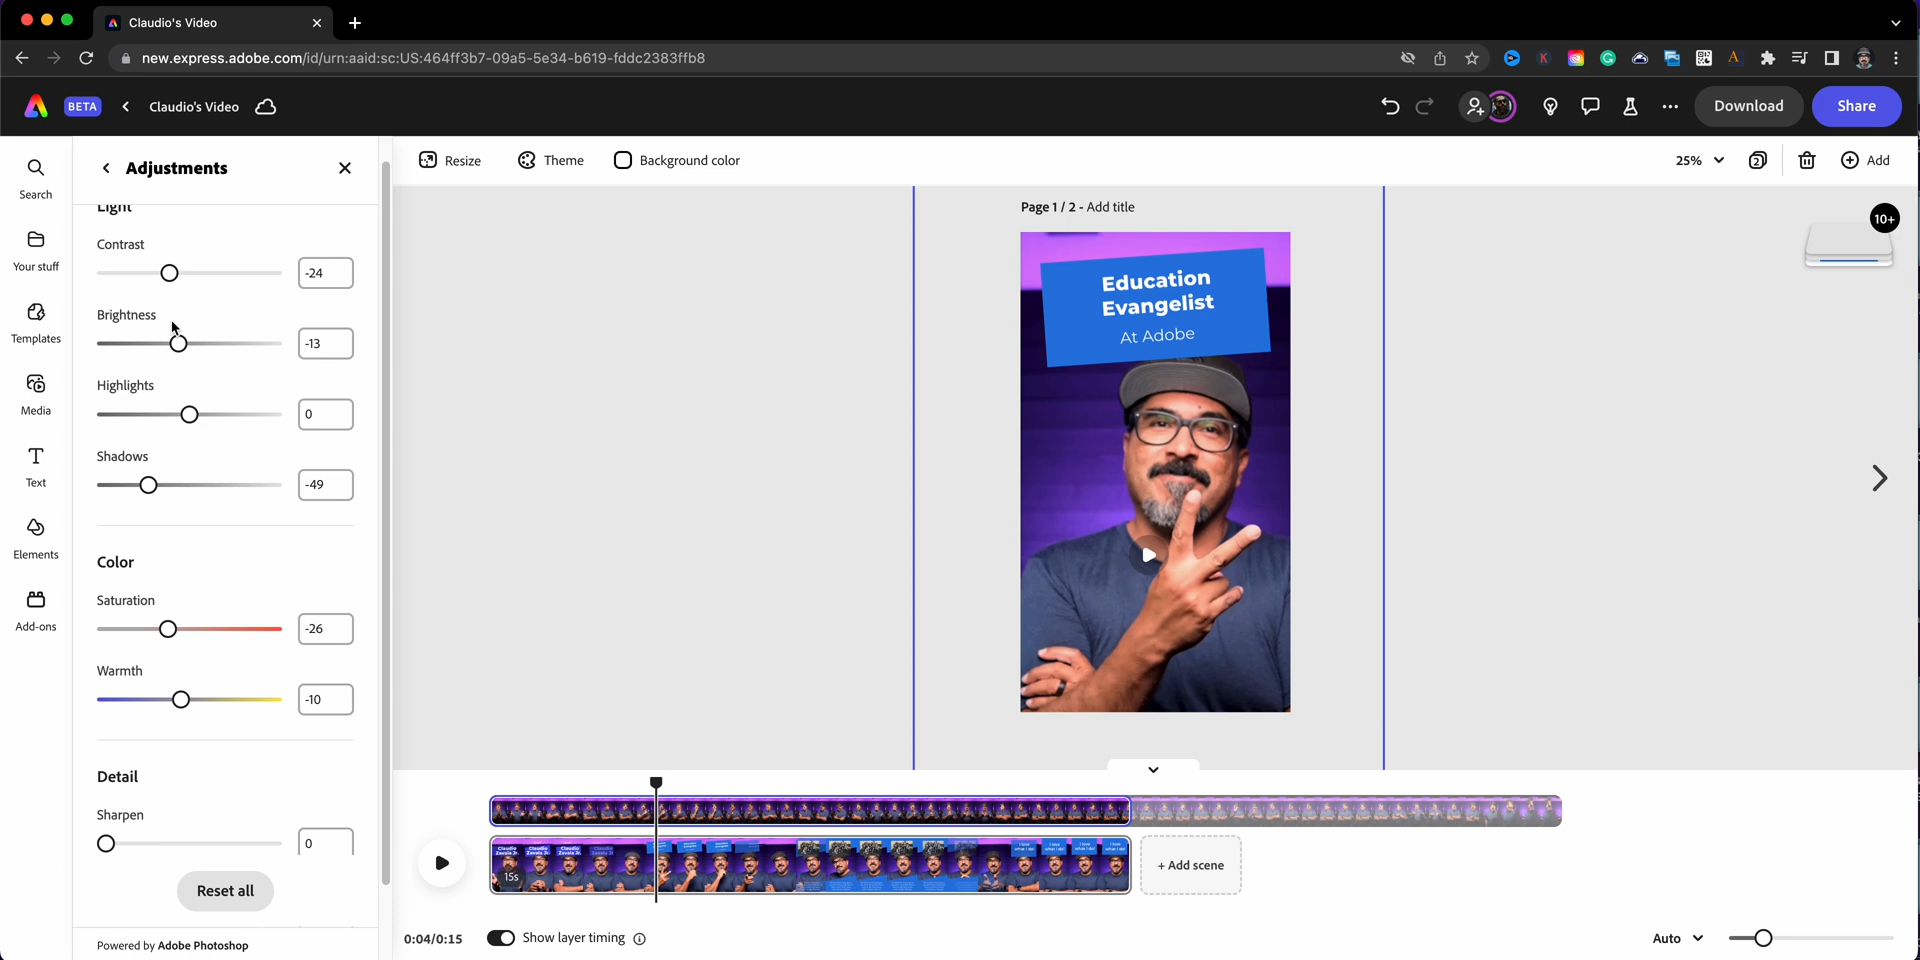 Claudio's Video
new.express.adobe.com/id/urn:aaid:sc:US:464ff3b7-09a5-5e34-b619-fddc2383ffb8
BETA
Claudio's Video
Download
Share
Search
Your stuff
Templates
Media
Text
Elements
Add-ons
Adjustments
Light
Contrast
-24
Brightness
-13
Highlights
0
Shadows
-49
Color
Saturation
-26
Warmth
-10
Detail
Sharpen
0
Reset all
Powered by Adobe Photoshop
Resize
Theme
Background color
25%
2
Add
Page 1 / 2 - Add title
10+
Education
Evangelist
At Adobe
15s
+ Add scene
0:04/0:15
Show layer timing
Auto